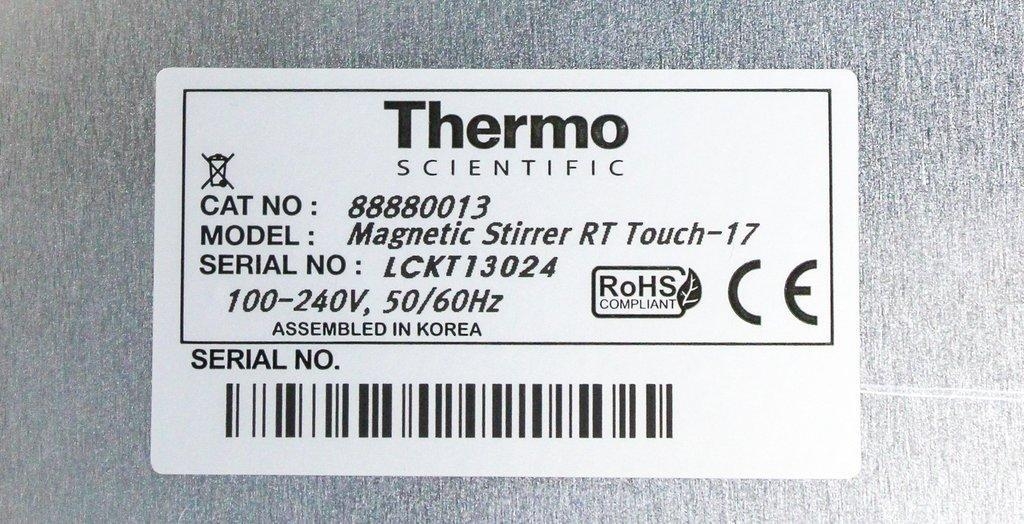 Thermo
SCIENTIFIC
CAT NO : 88880013
MODEL : Magnetic Stirrer RT Touch-17
SERIAL NO : LCKT13024
100-240V, 50/60Hz
RoHS
COMPLIANT
CE
ASSEMBLED IN KOREA
SERIAL NO.